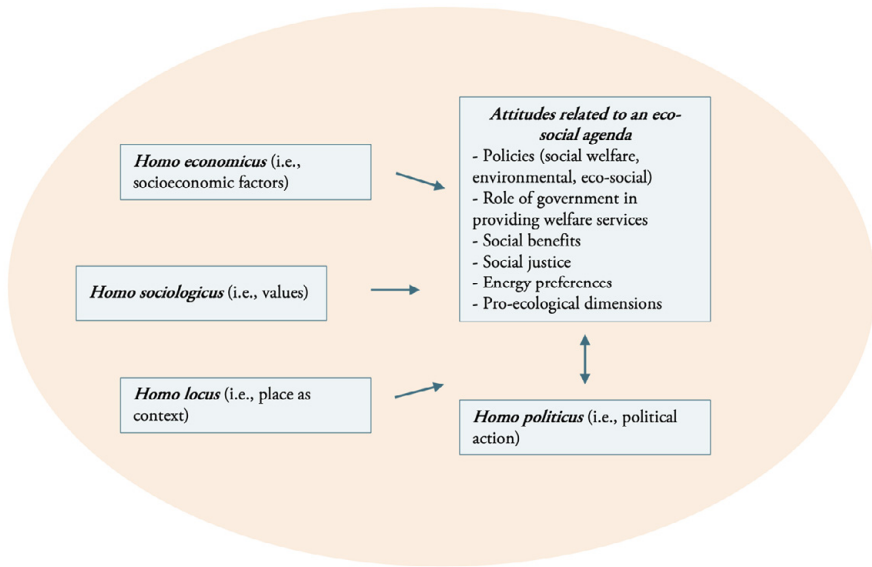 Homo economicus (i.e.,
socioeconomic factors)
Homo sociologicus (i.e., values)
Homo locus (i.e., place as
context)
Attitudes related to an eco-
social agenda
- Policies (social welfare,
environmental, eco-social)
- Role of government in
providing welfare services
- Social benefits
- Social justice
- Energy preferences
- Pro-ecological dimensions
Homo politicus (i.e., political
action)